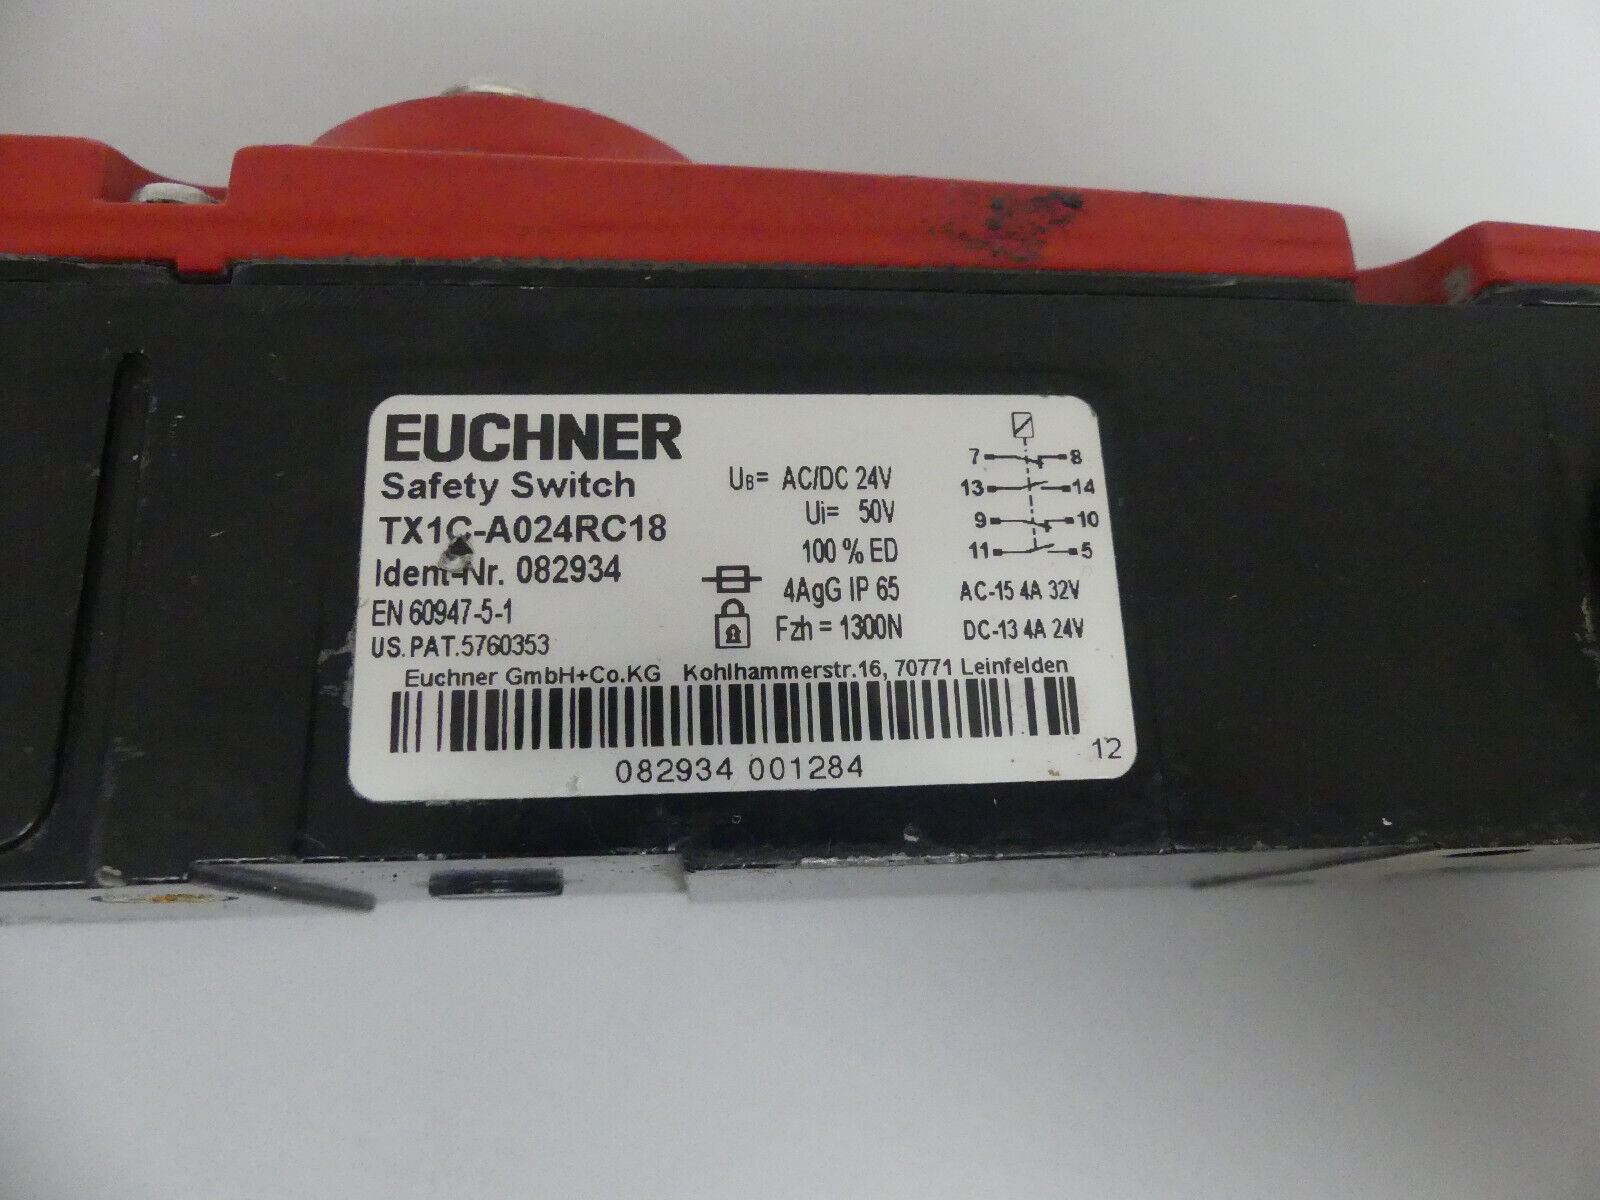 EUCHNER
Safety Switch
TX1C-A024RC18
Ident-Nr. 082934
EN 60947-5-1
US.PAT.5760353
UB= AC/DC 24V
Ui= 50V
100 % ED
4AgG IP 65
Fzh = 1300N
7 8
13 14
9 10
11 5
AC-15 4A 32V
DC-13 4A 24V
Euchner GmbH+Co.KG Kohlhammerstr.16, 70771 Leinfelden
082934 001284
12